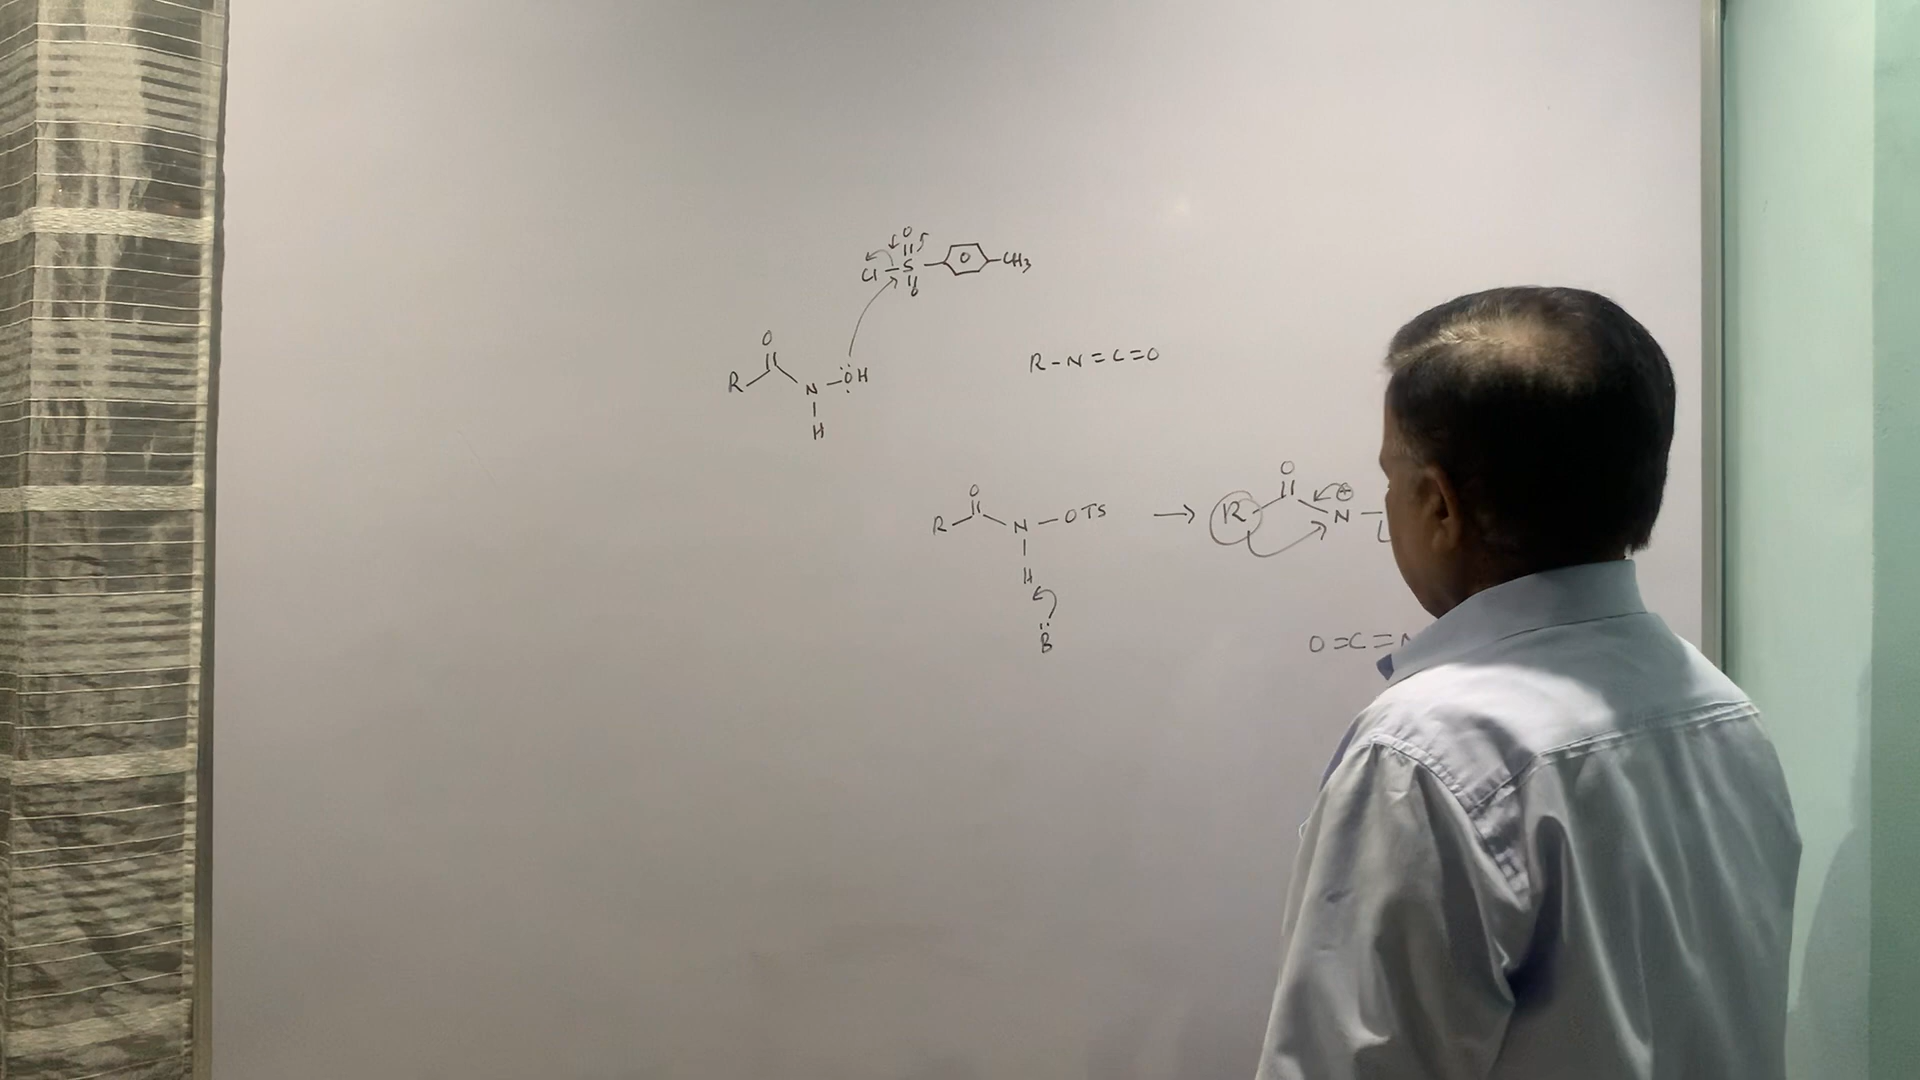 O
Cl-S-CH3
O
O
R N-OH
H
R-N=C=O
O
R N-OTS
H
B
O
R N-
O=C=